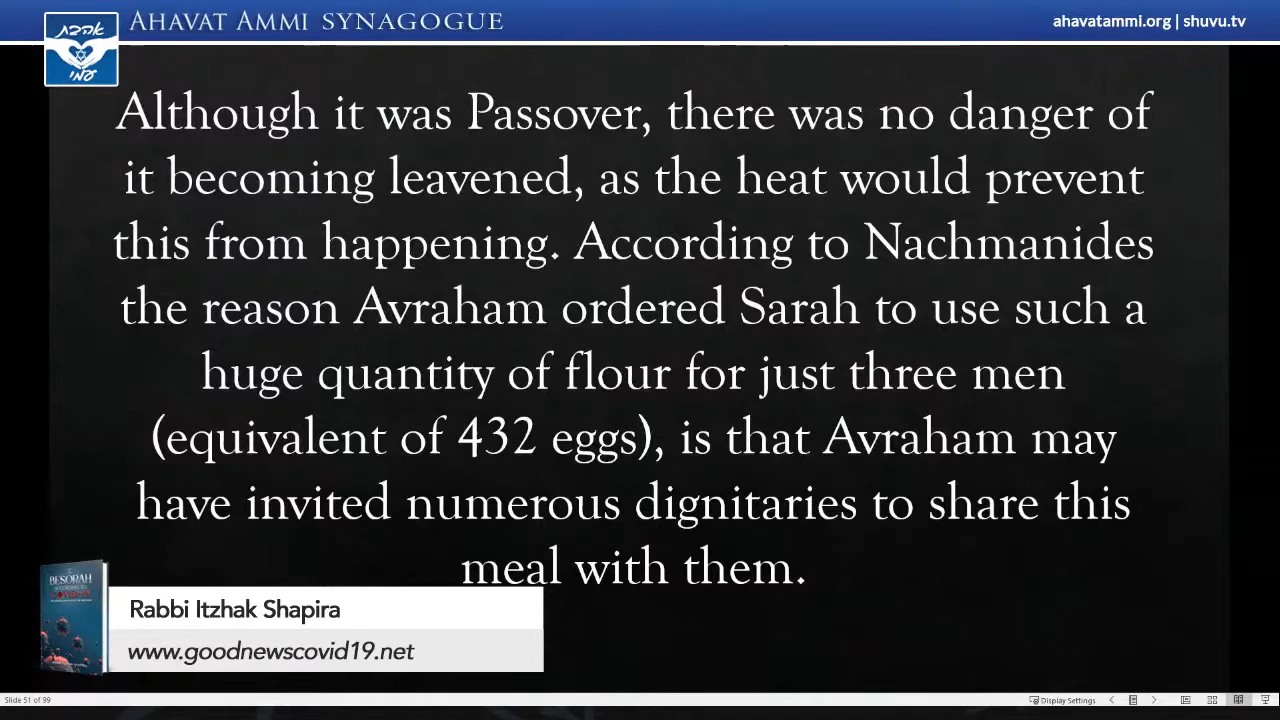 אהבת
עמי
AHAVAT AMMI SYNAGOGUE
ahavatammi.org | shuvu.tv
Although it was Passover, there was no danger of
it becoming leavened, as the heat would prevent
this from happening. According to Nachmanides
the reason Avraham ordered Sarah to use such a
huge quantity of flour for just three men
(equivalent of 432 eggs), is that Avraham may
have invited numerous dignitaries to share this
meal with them.
BESORAH
Rabbi Itzhak Shapira
www.goodnewscovid19.net
Slide 51 of 99
Display Settings